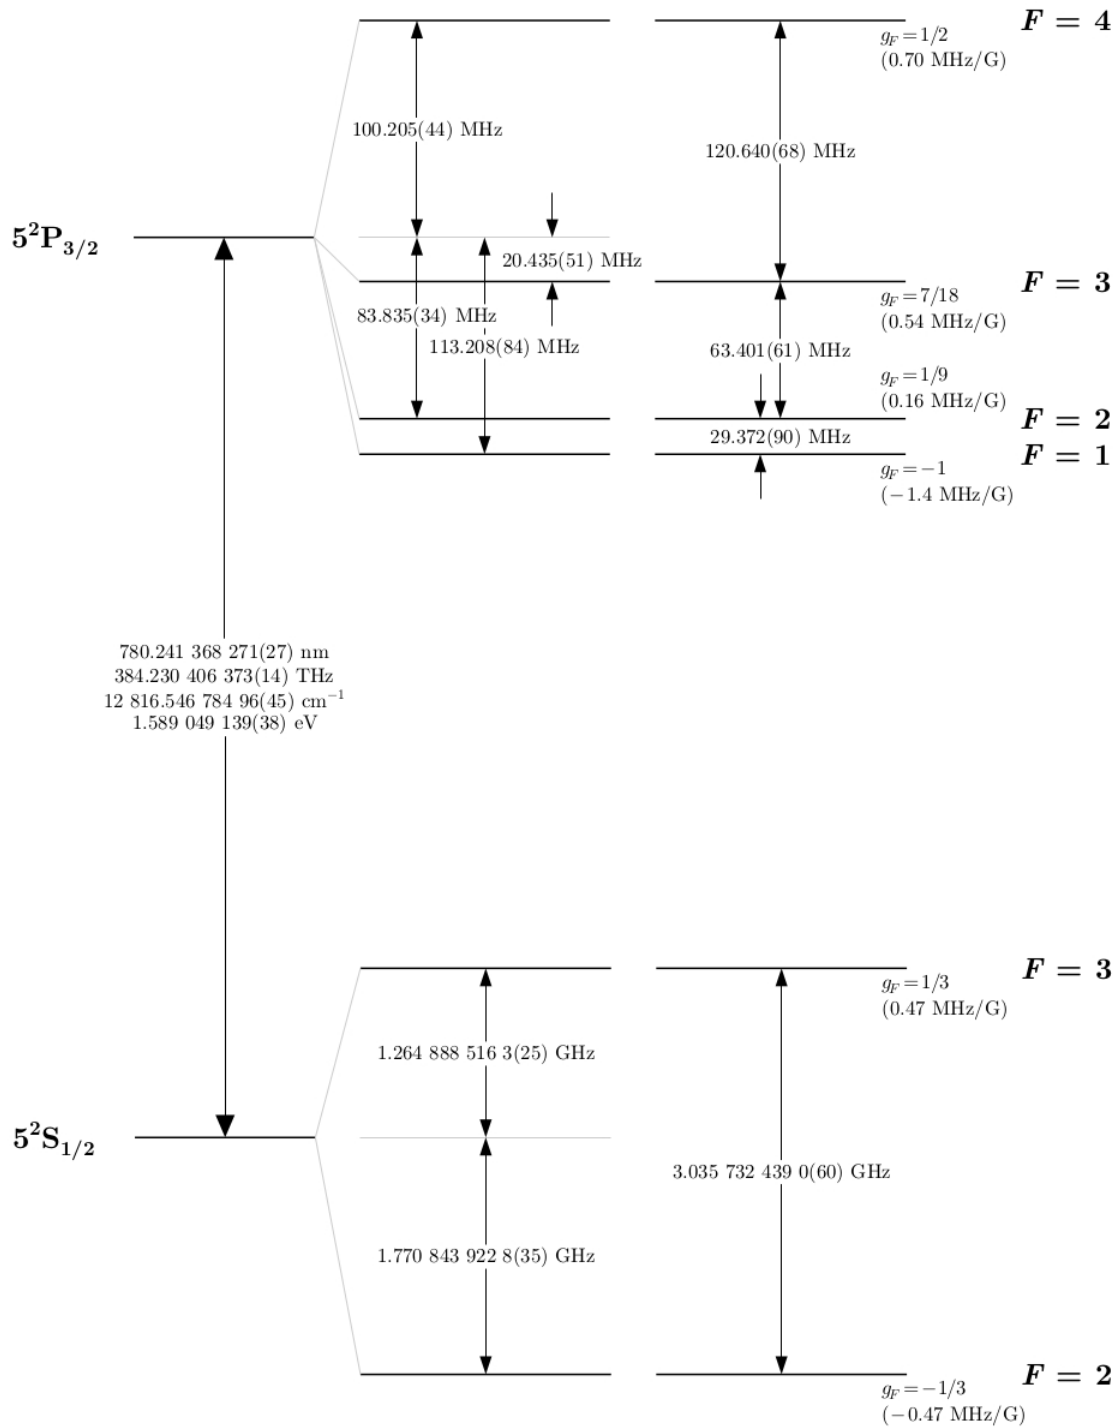 F = 4
g_F = 1/2
(0.70 MHz/G)
100.205(44) MHz
120.640(68) MHz
5²P₃/₂
20.435(51) MHz
F = 3
g_F = 7/18
(0.54 MHz/G)
83.835(34) MHz
113.208(84) MHz
63.401(61) MHz
g_F = 1/9
(0.16 MHz/G)
F = 2
29.372(90) MHz
F = 1
g_F = −1
(−1.4 MHz/G)
780.241 368 271(27) nm
384.230 406 373(14) THz
12 816.546 784 96(45) cm⁻¹
1.589 049 139(38) eV
F = 3
g_F = 1/3
(0.47 MHz/G)
1.264 888 516 3(25) GHz
5²S₁/₂
3.035 732 439 0(60) GHz
1.770 843 922 8(35) GHz
F = 2
g_F = −1/3
(−0.47 MHz/G)